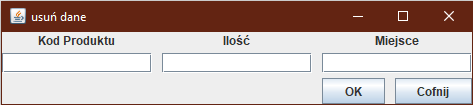 usuń dane
Kod Produktu Ilość Miejsce
OK Cofnij